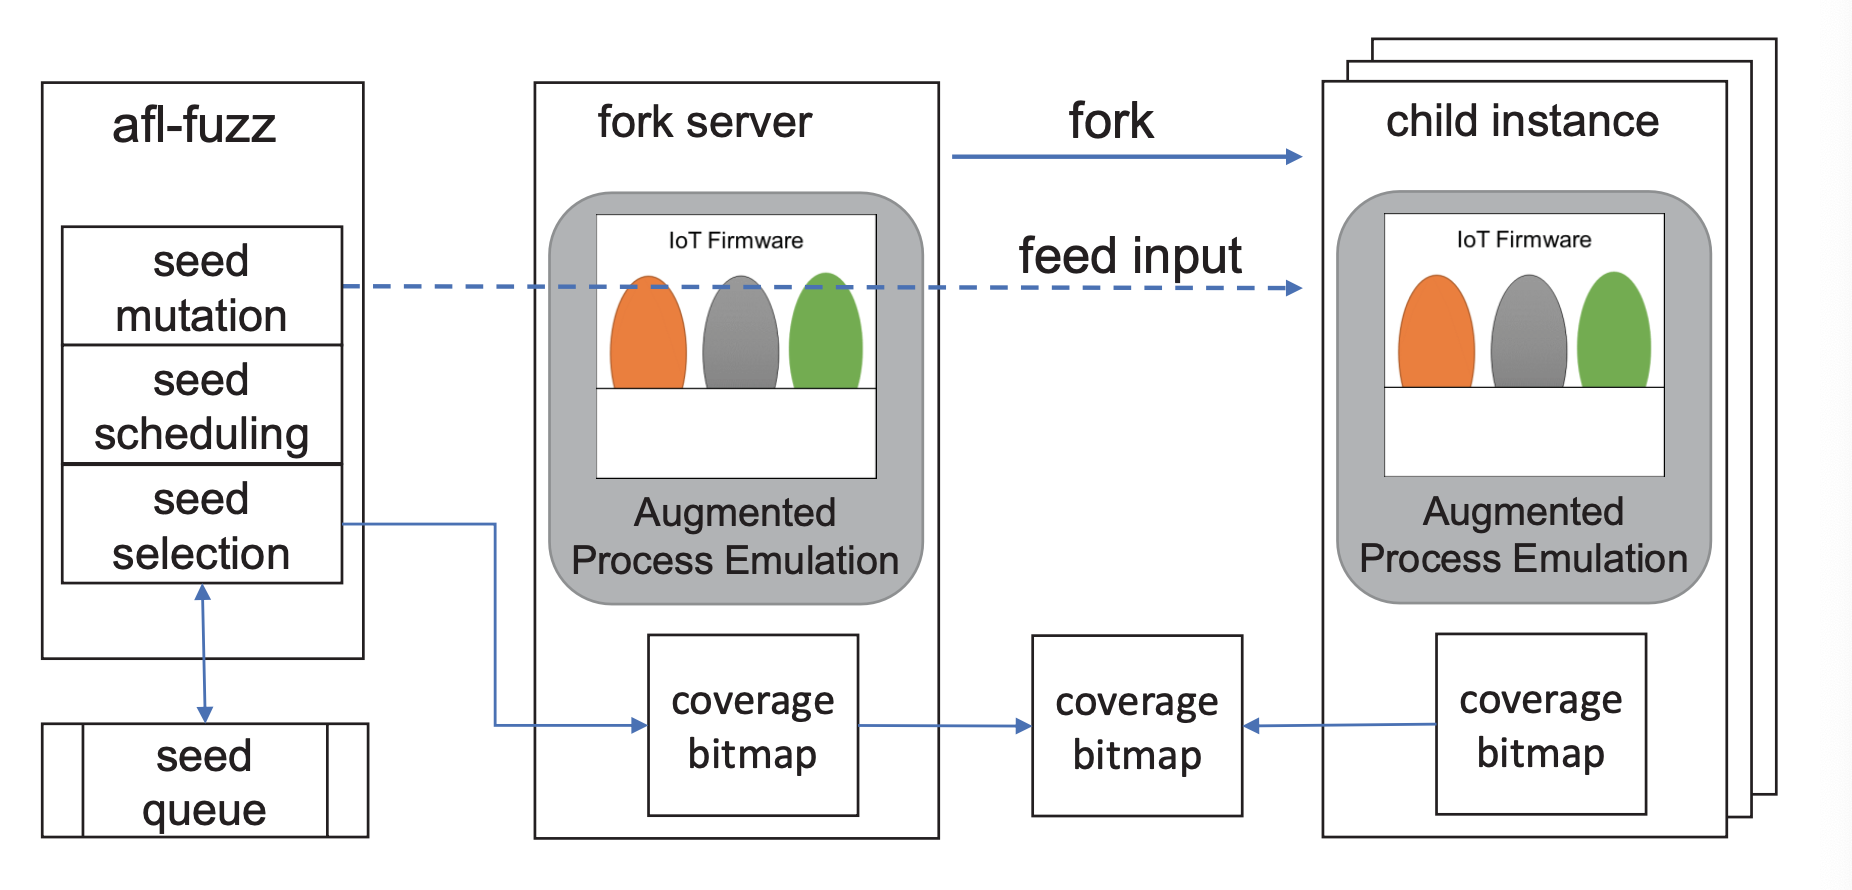 afl-fuzz
seed
mutation
seed
scheduling
seed
selection
seed
queue
fork server
IoT Firmware
Augmented
Process Emulation
coverage
bitmap
fork
feed input
coverage
bitmap
child instance
IoT Firmware
Augmented
Process Emulation
coverage
bitmap